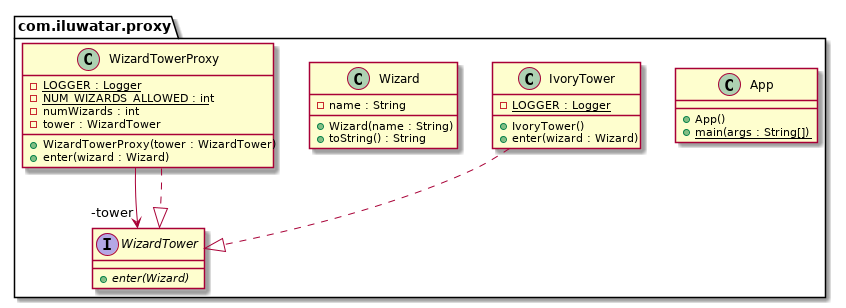 com.iluwatar.proxy
C WizardTowerProxy
LOGGER : Logger
NUM_WIZARDS_ALLOWED : int
numWizards : int
tower : WizardTower
WizardTowerProxy(tower : WizardTower)
enter(wizard : Wizard)
C Wizard
name : String
Wizard(name : String)
toString() : String
C IvoryTower
LOGGER : Logger
IvoryTower()
enter(wizard : Wizard)
C App
App()
main(args : String[])
-tower
I WizardTower
enter(Wizard)